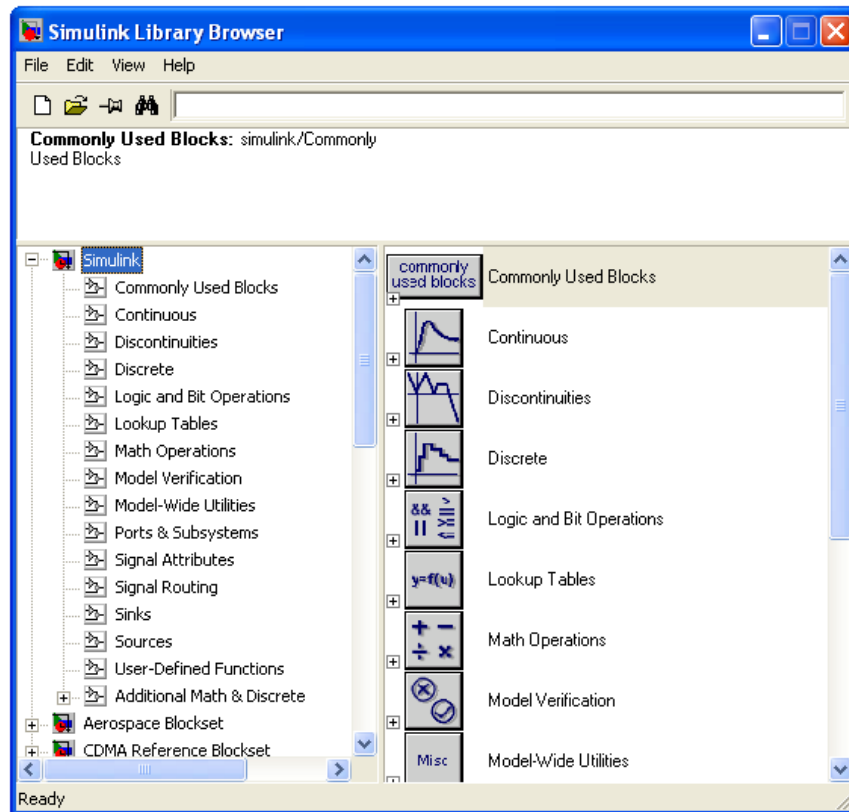 Simulink Library Browser
File Edit View Help
Commonly Used Blocks: simulink/Commonly
Used Blocks
Simulink
Commonly Used Blocks
Continuous
Discontinuities
Discrete
Logic and Bit Operations
Lookup Tables
Math Operations
Model Verification
Model-Wide Utilities
Ports & Subsystems
Signal Attributes
Signal Routing
Sinks
Sources
User-Defined Functions
Additional Math & Discrete
Aerospace Blockset
CDMA Reference Blockset
commonly
used blocks
Commonly Used Blocks
Continuous
Discontinuities
Discrete
&& > =
|| >= <=
Logic and Bit Operations
y=f(u)
Lookup Tables
+ −
÷ ×
Math Operations
Model Verification
Misc
Model-Wide Utilities
Ready